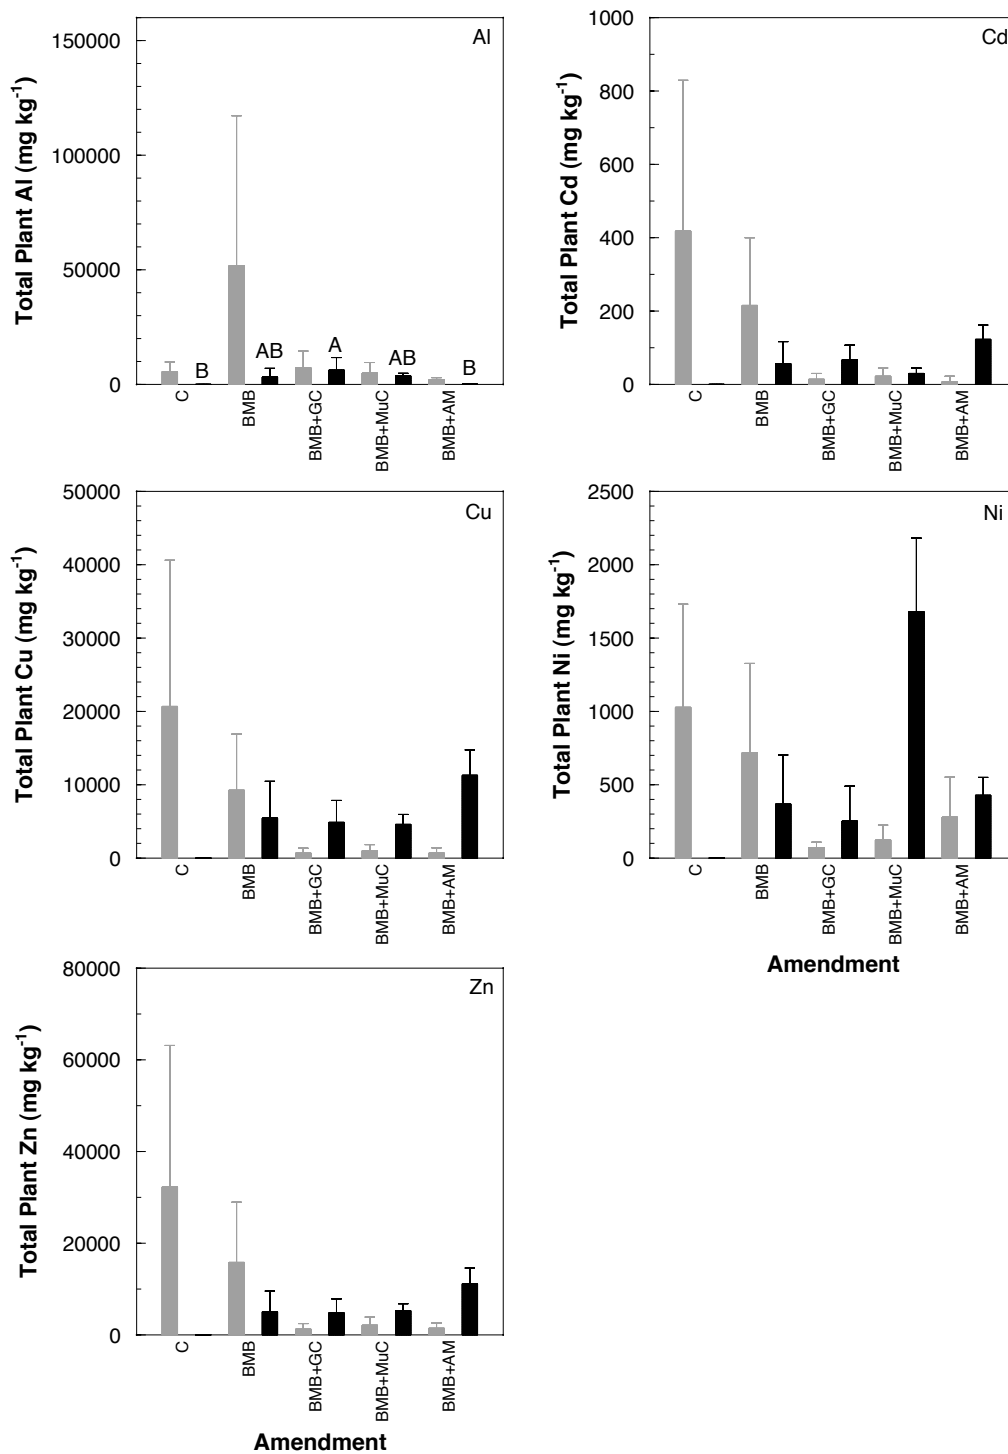 Al
Total Plant Al (mg kg-1)
150000
100000
50000
0
B
AB
A
AB
B
C
BMB
BMB+GC
BMB+MuC
BMB+AM
Cd
Total Plant Cd (mg kg-1)
1000
800
600
400
200
0
C
BMB
BMB+GC
BMB+MuC
BMB+AM
Cu
Total Plant Cu (mg kg-1)
50000
40000
30000
20000
10000
0
C
BMB
BMB+GC
BMB+MuC
BMB+AM
Ni
Total Plant Ni (mg kg-1)
2500
2000
1500
1000
500
0
C
BMB
BMB+GC
BMB+MuC
BMB+AM
Amendment
Zn
Total Plant Zn (mg kg-1)
80000
60000
40000
20000
0
C
BMB
BMB+GC
BMB+MuC
BMB+AM
Amendment